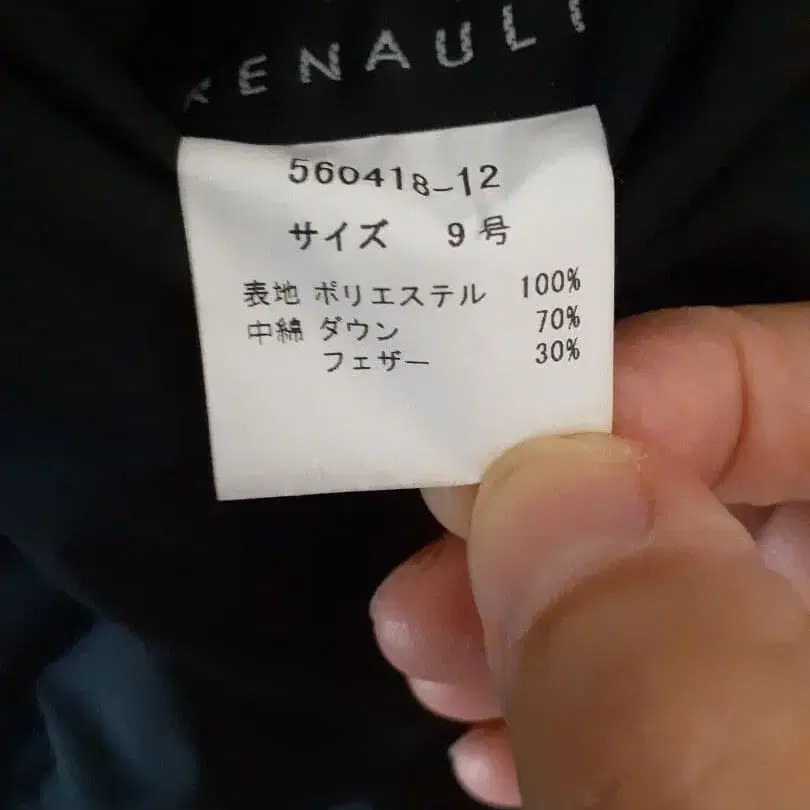 RENAULT
560418-12
サイズ 9号
表地 ポリエステル 100%
中綿 ダウン 70%
フェザー 30%